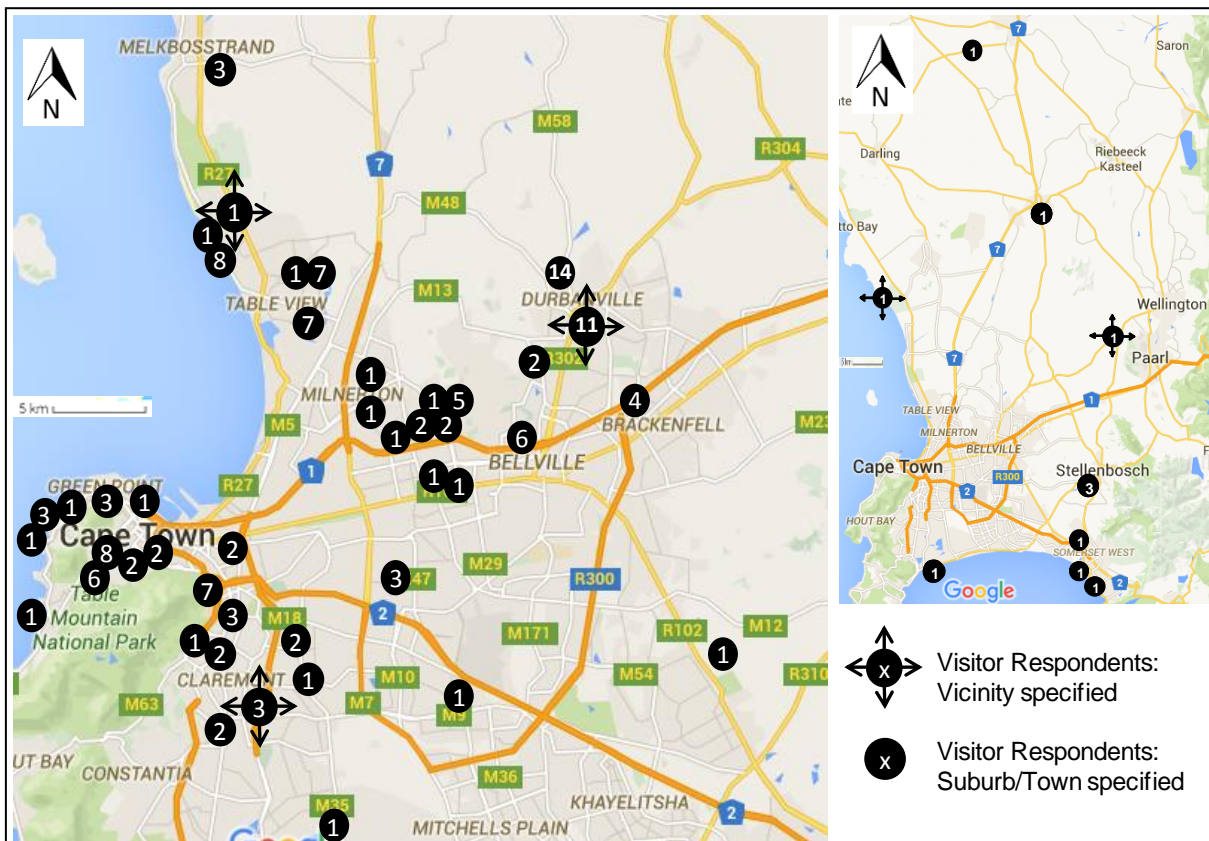 MELKBOSSTRAND
3
N
M58
R304
7
R27
M48
1
1
8
1 7
14
TABLE VIEW
M13
DURBANVILLE
7
11
2
R302
1
MILNERTON
1 5
4
5 km
1
2 2
BRACKENFELL
M23
M5
1
6
BELLVILLE
1
1
1
R27
GREEN POINT
3
1
1
3
1
Cape Town
8
2
2
2
6
3
47
M29
R300
7
Table
Mountain
National Park
1
3
M18
2
M171
R102
M12
1
2
2
1
CLAREMONT
1
M10
M54
R310
M63
3
M7
1
M9
2
UT BAY
CONSTANTIA
M36
KHAYELITSHA
2
M35
1
MITCHELLS PLAIN
1
7
Saron
N
Darling
Riebeeck
Kasteel
1
tto Bay
7
1
Wellington
1
Paarl
7
1
TABLE VIEW
MILNERTON
BELLVILLE
Cape Town
Stellenbosch
R300
2
3
HOUT BAY
1
SOMERSET WEST
1
1
1
2
Google
x
Visitor Respondents:
Vicinity specified
x
Visitor Respondents:
Suburb/Town specified